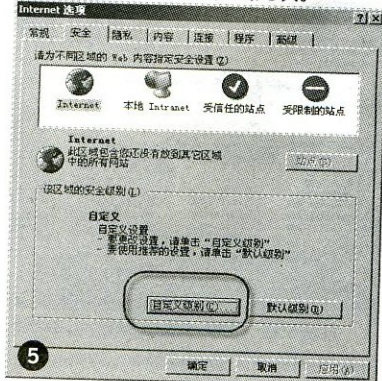 Internet 选项
? X
常规 安全 隐私 内容 连接 程序 高级
请为不同区域的 Web 内容指定安全设置(Z)
Internet 本地 Intranet 受信任的站点 受限制的站点
Internet
此区域包含您还没有放到其它区域
中的所有网站
站点(S)
该区域的安全级别(L)
自定义
自定义设置
- 要更改设置，请单击“自定义级别”
- 要使用推荐的设置，请单击“默认级别”
自定义级别(C) 默认级别(D)
5
确定 取消 应用(A)